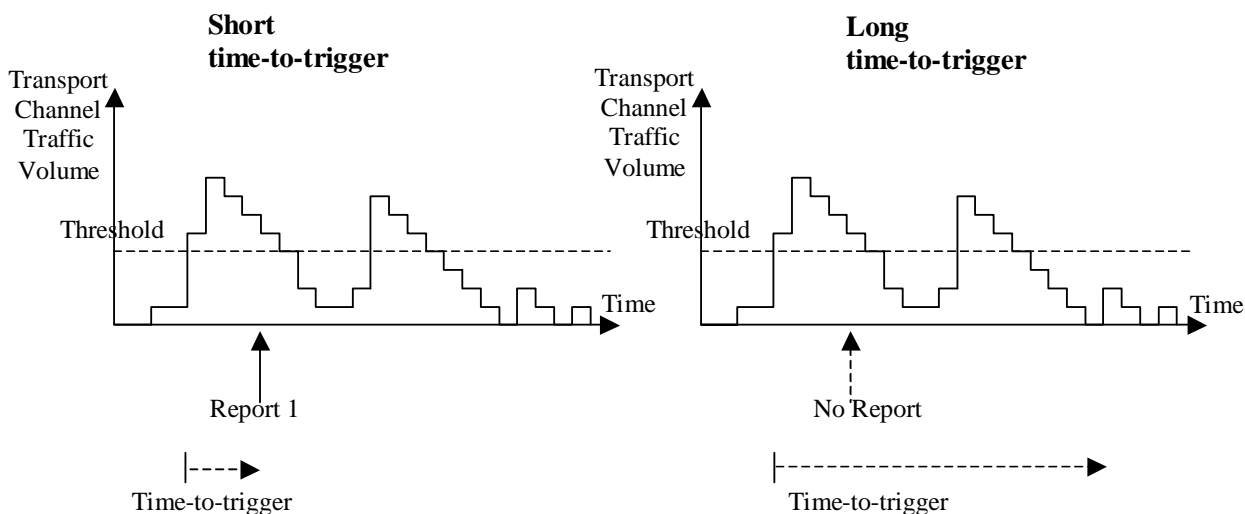 Short
time-to-trigger
Transport
Channel
Traffic
Volume
Threshold
Time
Report 1
Time-to-trigger
Long
time-to-trigger
Transport
Channel
Traffic
Volume
Threshold
Time
No Report
Time-to-trigger